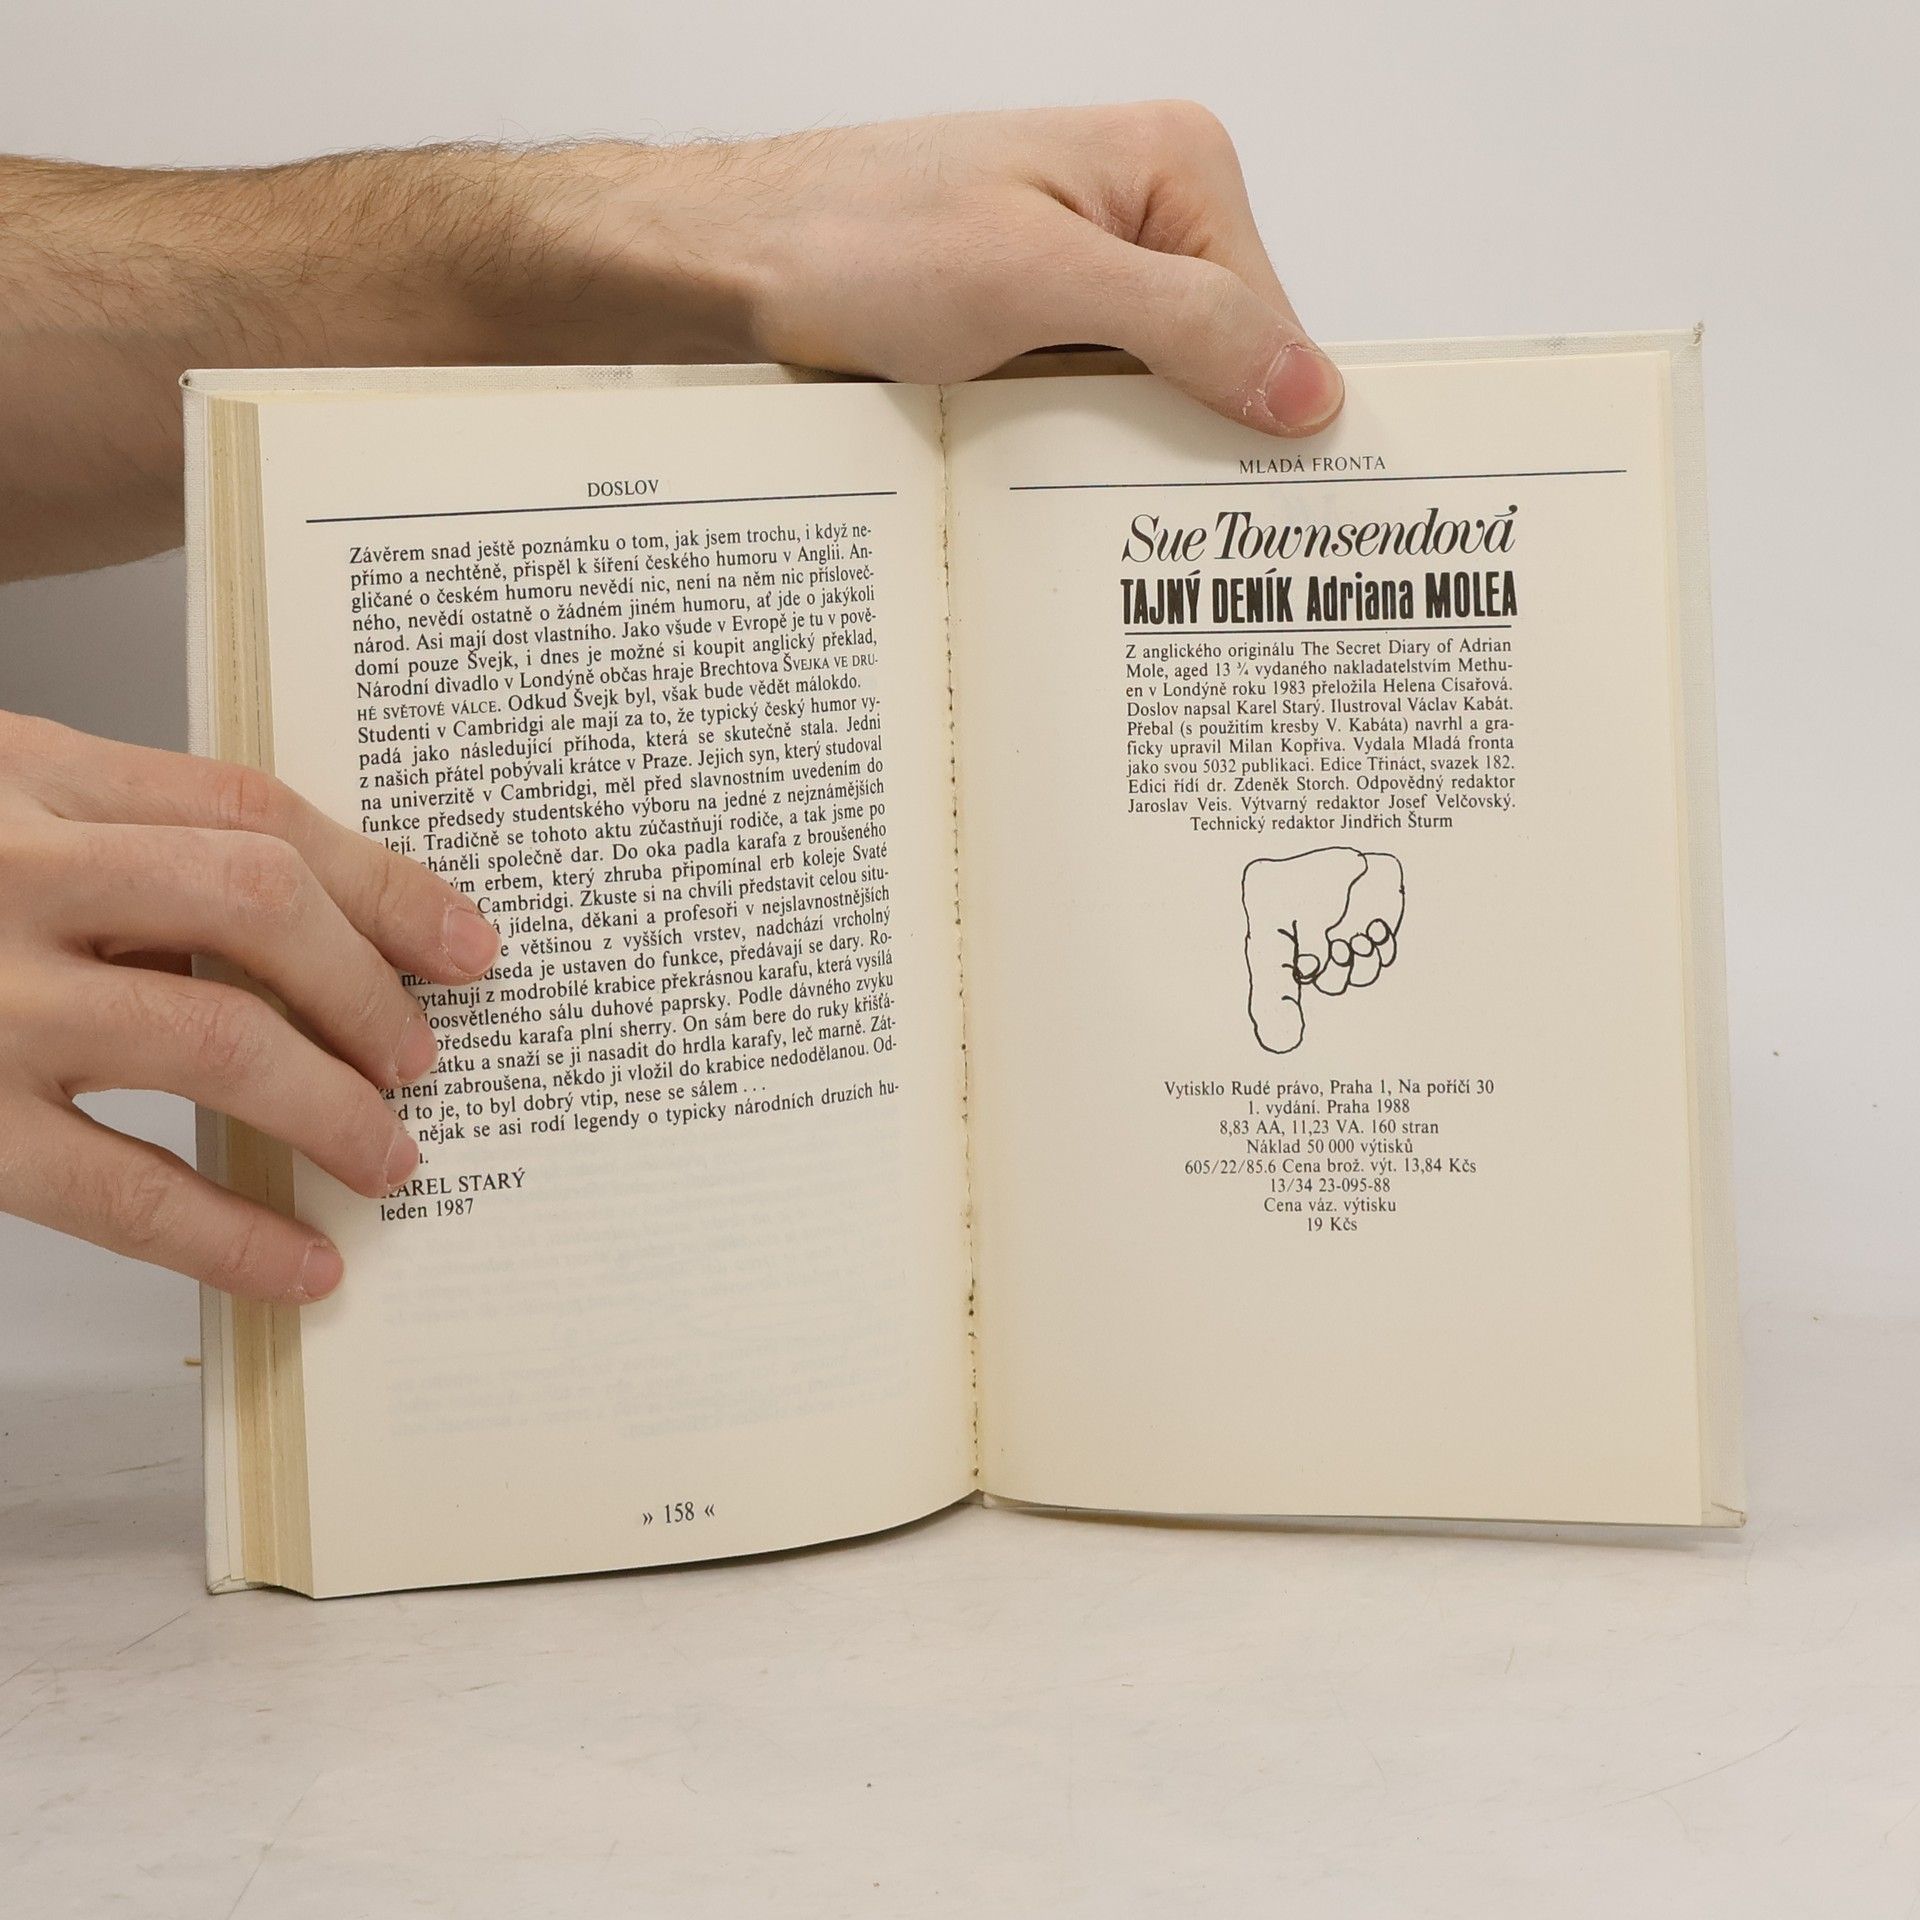 DOSLOV
Závěrem snad ještě poznámku o tom, jak jsem trochu, i když ne-
přímo a nechtěně, přispěl k šíření českého humoru v Anglii. An-
gličané o českém humoru nevědí nic, není na něm nic přísloveč-
ného, nevědí ostatně o žádném jiném humoru, ať jde o jakýkoli
národ. Asi mají dost vlastního. Jako všude v Evropě je tu v pově-
domí pouze Švejk, i dnes je možné si koupit anglický překlad,
Národní divadlo v Londýně občas hraje Brechtova ŠVEJKA VE DRU-
HÉ SVĚTOVÉ VÁLCE. Odkud Švejk byl, však bude vědět málokdo.
Studenti v Cambridgi ale mají za to, že typický český humor vy-
padá jako následující příhoda, která se skutečně stala. Jedni
z našich přátel pobývali krátce v Praze. Jejich syn, který studoval
na univerzitě v Cambridgi, měl před slavnostním uvedením do
funkce předsedy studentského výboru na jedné z nejznámějších
lejí. Tradičně se tohoto aktu zúčastňují rodiče, a tak jsme po
háněli společně dar. Do oka padla karafa z broušeného
ým erbem, který zhruba připomínal erb koleje Svaté
Cambridgi. Zkuste si na chvíli představit celou situ-
jídelna, děkani a profesoři v nejslavnostnějších
většinou z vyšších vrstev, nadchází vrcholný
dseda je ustaven do funkce, předávají se dary. Ro-
vytahují z modrobílé krabice překrásnou karafu, která vysílá
loosvětleného sálu duhové paprsky. Podle dávného zvyku
předsedu karafa plní sherry. On sám bere do ruky křišťá-
átku a snaží se ji nasadit do hrdla karafy, leč marně. Zát-
ka není zabroušena, někdo ji vložil do krabice nedodělanou. Od-
d to je, to byl dobrý vtip, nese se sálem . . .
nějak se asi rodí legendy o typicky národních druzích hu-
KAREL STARÝ
leden 1987
» 158 «
MLADÁ FRONTA
Sue Townsendová
TAJNÝ DENÍK Adriana MOLEA
Z anglického originálu The Secret Diary of Adrian
Mole, aged 13 ¾ vydaného nakladatelstvím Methu-
en v Londýně roku 1983 přeložila Helena Císařová.
Doslov napsal Karel Starý. Ilustroval Václav Kabát.
Přebal (s použitím kresby V. Kabáta) navrhl a gra-
ficky upravil Milan Kopřiva. Vydala Mladá fronta
jako svou 5032 publikaci. Edice Třináct, svazek 182.
Edici řídí dr. Zdeněk Storch. Odpovědný redaktor
Jaroslav Veis. Výtvarný redaktor Josef Velčovský.
Technický redaktor Jindřich Šturm
Vytisklo Rudé právo, Praha 1, Na poříčí 30
1. vydání. Praha 1988
8,83 AA, 11,23 VA. 160 stran
Náklad 50 000 výtisků
605/22/85.6 Cena brož. výt. 13,84 Kčs
13/34 23-095-88
Cena váz. výtisku
19 Kčs